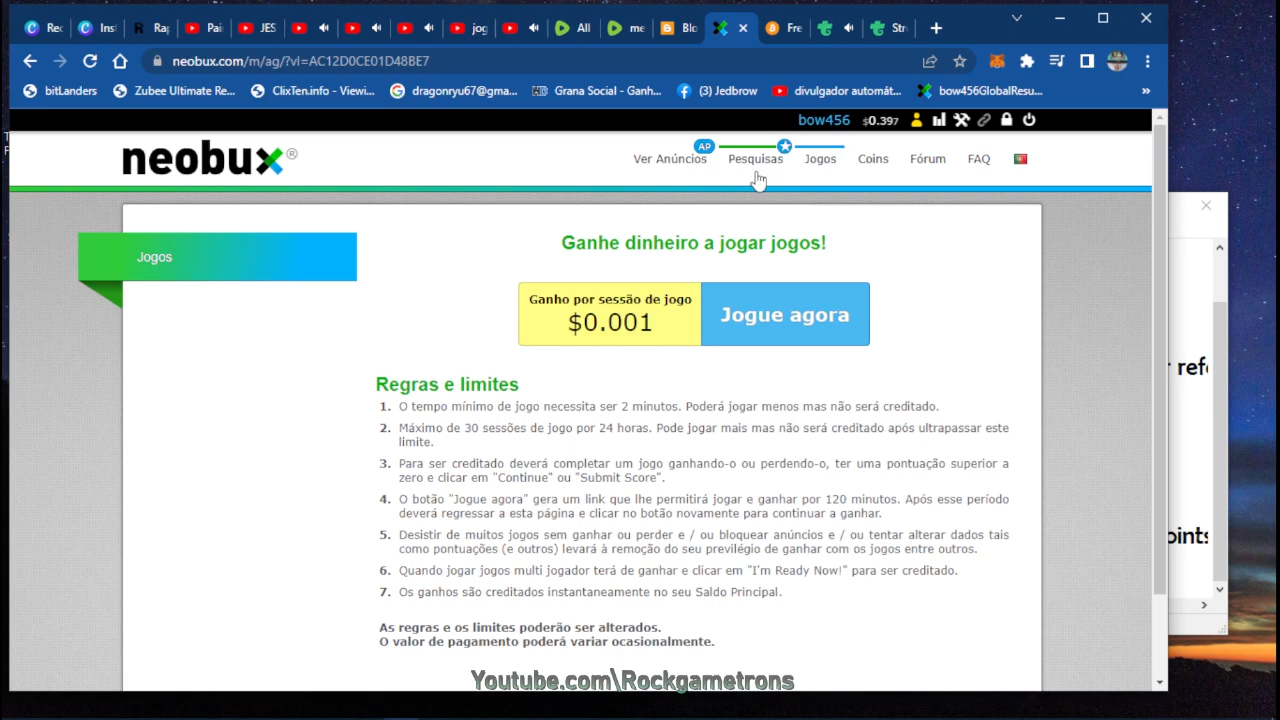 Rec
Ins
Rap
Pai
JES
jog
All
me
Blo
Fre
Str
neobux.com/m/ag/?vl=AC12D0CE01D48BE7
bitLanders
Zubee Ultimate Re...
ClixTen.info - Viewi...
dragonryu67@gma...
Grana Social - Ganh...
(3) Jedbrow
divulgador automát...
bow456GlobalResu...
»
bow456 $0.397
neobux®
Ver Anúncios
AP
Pesquisas
Jogos
Coins
Fórum
FAQ
Jogos
Ganhe dinheiro a jogar jogos!
Ganho por sessão de jogo
$0.001
Jogue agora
Regras e limites
1. O tempo mínimo de jogo necessita ser 2 minutos. Poderá jogar menos mas não será creditado.
2. Máximo de 30 sessões de jogo por 24 horas. Pode jogar mais mas não será creditado após ultrapassar este
limite.
3. Para ser creditado deverá completar um jogo ganhando-o ou perdendo-o, ter uma pontuação superior a
zero e clicar em "Continue" ou "Submit Score".
4. O botão "Jogue agora" gera um link que lhe permitirá jogar e ganhar por 120 minutos. Após esse período
deverá regressar a esta página e clicar no botão novamente para continuar a ganhar.
5. Desistir de muitos jogos sem ganhar ou perder e / ou bloquear anúncios e / ou tentar alterar dados tais
como pontuações (e outros) levará à remoção do seu previlégio de ganhar com os jogos entre outros.
6. Quando jogar jogos multi jogador terá de ganhar e clicar em "I'm Ready Now!" para ser creditado.
7. Os ganhos são creditados instantaneamente no seu Saldo Principal.
As regras e os limites poderão ser alterados.
O valor de pagamento poderá variar ocasionalmente.
Youtube.com\Rockgametrons